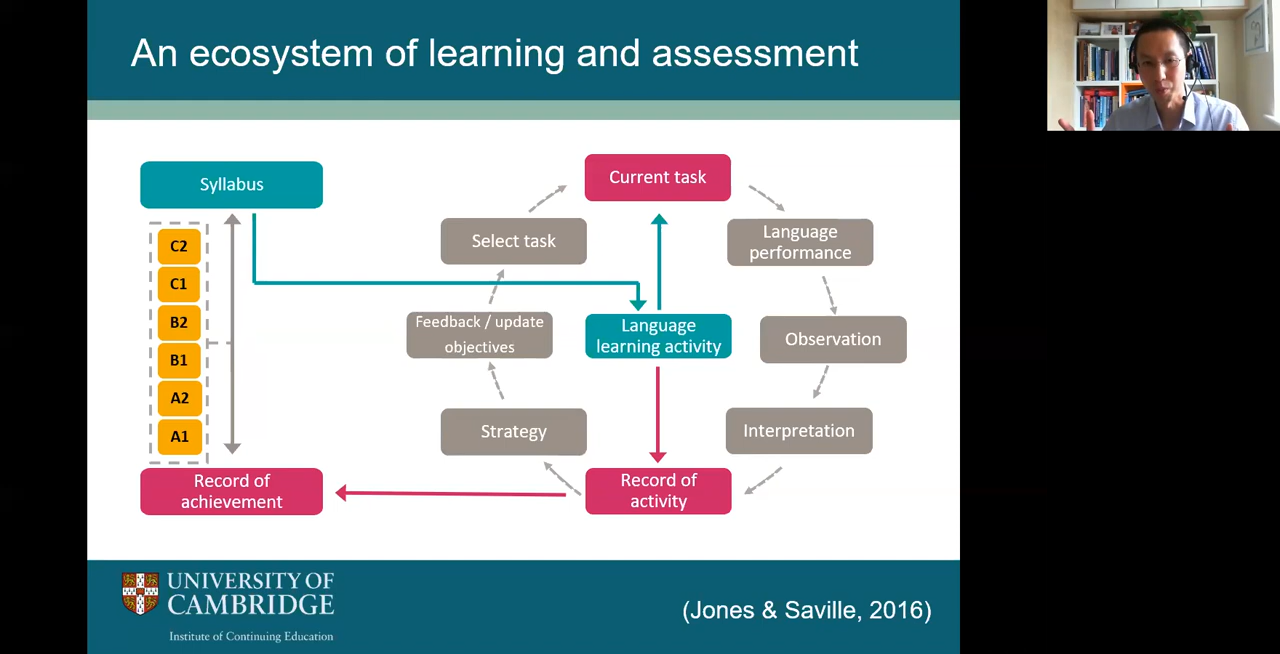 An ecosystem of learning and assessment
Syllabus
C2
C1
B2
B1
A2
A1
Record of
achievement
Current task
Select task
Language
performance
Feedback / update
objectives
Language
learning activity
Observation
Strategy
Interpretation
Record of
activity
UNIVERSITY OF
CAMBRIDGE
Institute of Continuing Education
(Jones & Saville, 2016)